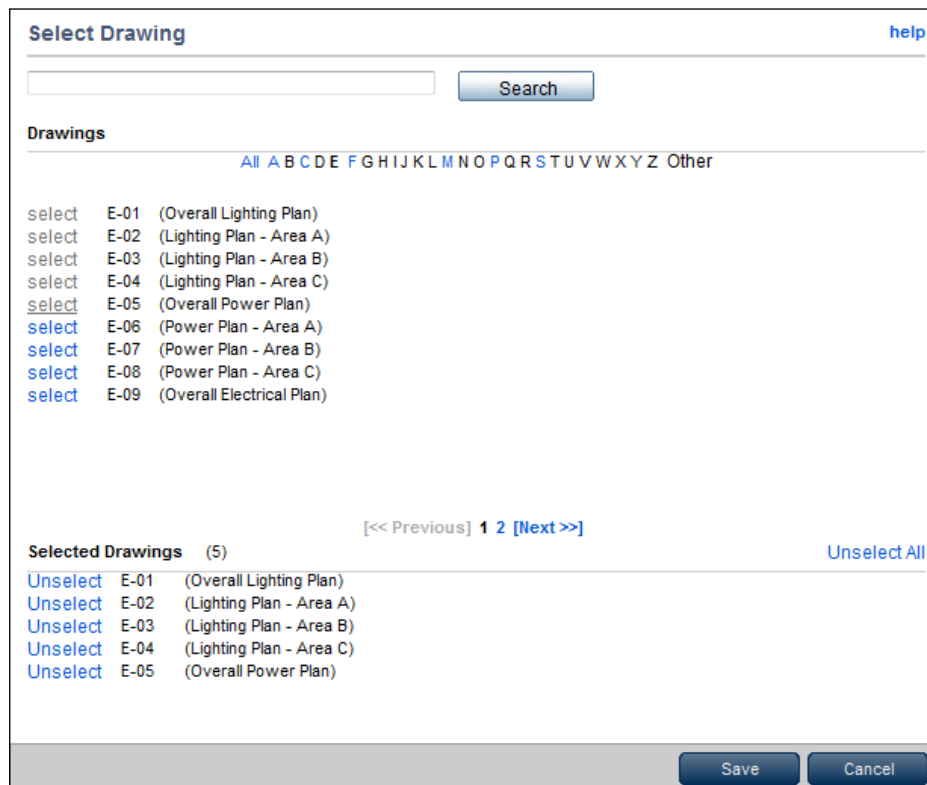 Select Drawing help
Search
Drawings
All A B C D E F G H I J K L M N O P Q R S T U V W X Y Z Other
select E-01 (Overall Lighting Plan)
select E-02 (Lighting Plan - Area A)
select E-03 (Lighting Plan - Area B)
select E-04 (Lighting Plan - Area C)
select E-05 (Overall Power Plan)
select E-06 (Power Plan - Area A)
select E-07 (Power Plan - Area B)
select E-08 (Power Plan - Area C)
select E-09 (Overall Electrical Plan)
[<< Previous] 1 2 [Next >>]
Selected Drawings (5) Unselect All
Unselect E-01 (Overall Lighting Plan)
Unselect E-02 (Lighting Plan - Area A)
Unselect E-03 (Lighting Plan - Area B)
Unselect E-04 (Lighting Plan - Area C)
Unselect E-05 (Overall Power Plan)
Save Cancel